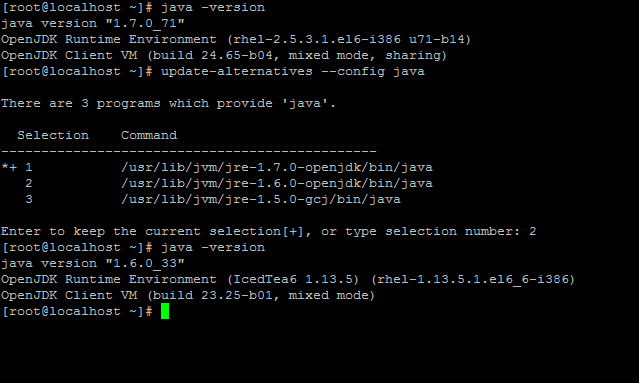 [root@localhost ~]# java -version
java version "1.7.0_71"
OpenJDK Runtime Environment (rhel-2.5.3.1.el6-i386 u71-b14)
OpenJDK Client VM (build 24.65-b04, mixed mode, sharing)
[root@localhost ~]# update-alternatives --config java

There are 3 programs which provide 'java'.

  Selection    Command
-----------------------------------------------
*+ 1           /usr/lib/jvm/jre-1.7.0-openjdk/bin/java
   2           /usr/lib/jvm/jre-1.6.0-openjdk/bin/java
   3           /usr/lib/jvm/jre-1.5.0-gcj/bin/java

Enter to keep the current selection[+], or type selection number: 2
[root@localhost ~]# java -version
java version "1.6.0_33"
OpenJDK Runtime Environment (IcedTea6 1.13.5) (rhel-1.13.5.1.el6_6-i386)
OpenJDK Client VM (build 23.25-b01, mixed mode)
[root@localhost ~]#